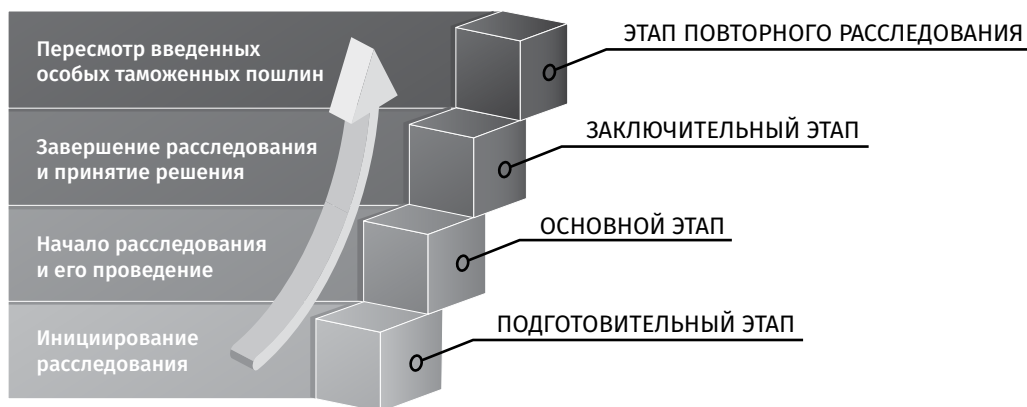 Пересмотр введенных
особых таможенных пошлин
ЭТАП ПОВТОРНОГО РАССЛЕДОВАНИЯ
Завершение расследования
и принятие решения
ЗАКЛЮЧИТЕЛЬНЫЙ ЭТАП
Начало расследования
и его проведение
ОСНОВНОЙ ЭТАП
Инициирование
расследования
ПОДГОТОВИТЕЛЬНЫЙ ЭТАП